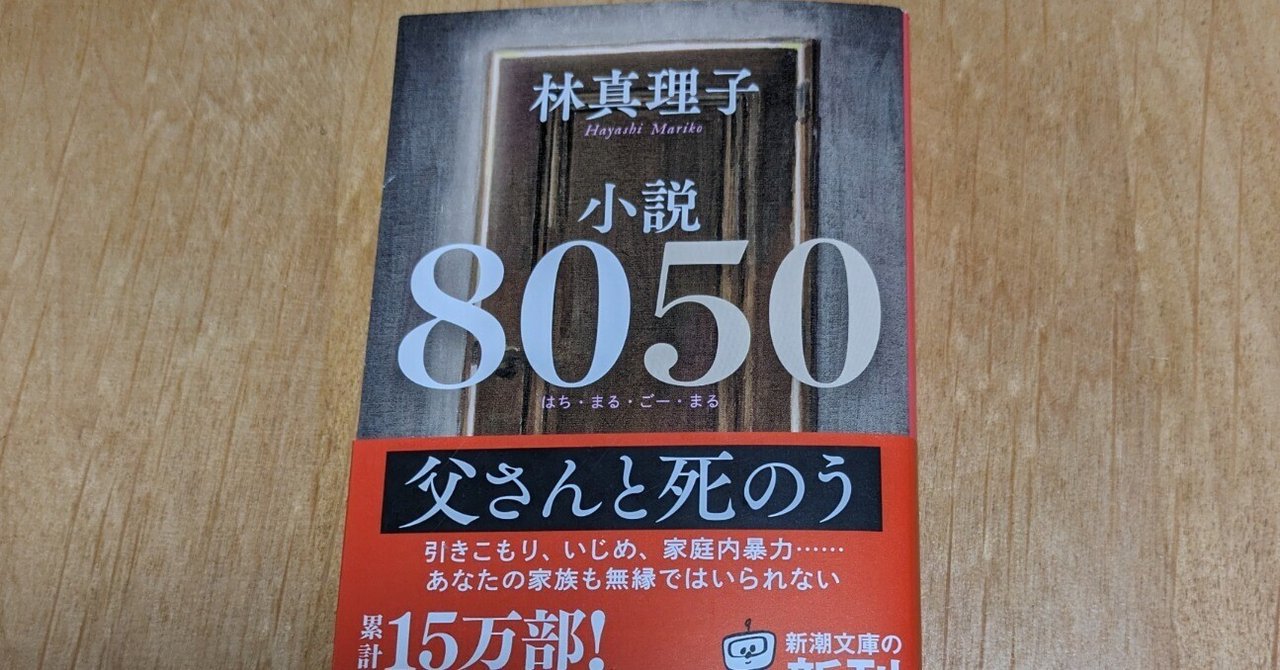 林真理子
Hayashi Mariko
小説
8050
はち・まる・ごー・まる
父さんと死のう
引きこもり、いじめ、家庭内暴力……
あなたの家族も無縁ではいられない
累計15万部!
新潮文庫の